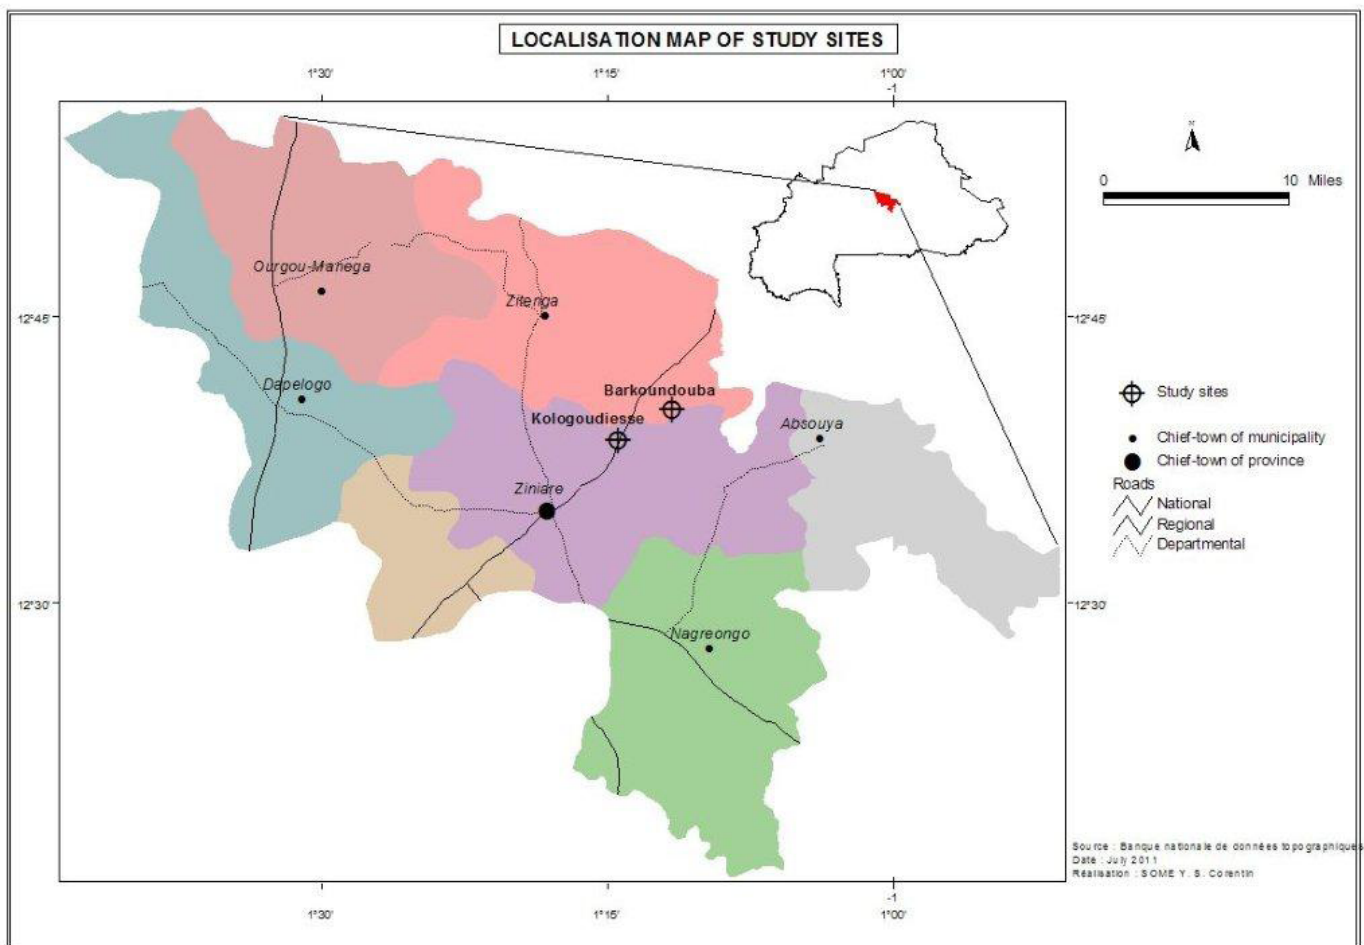 LOCALISATION MAP OF STUDY SITES
1°30'
1°15'
1°00'
-1
N
0
10 Miles
Ourgou-Manega
Zitenga
12°45'
12°45'
Dapelogo
Barkoundouba
Kologoudiesse
Absouya
Study sites
Chief-town of municipality
Chief-town of province
Ziniare
Roads
National
Regional
Departmental
12°30'
12°30'
Nagreongo
Source : Banque nationale de données topographiques
Date : July 2011
Réalisation : SOME Y. S. Corentin
-1
1°30'
1°15'
1°00'